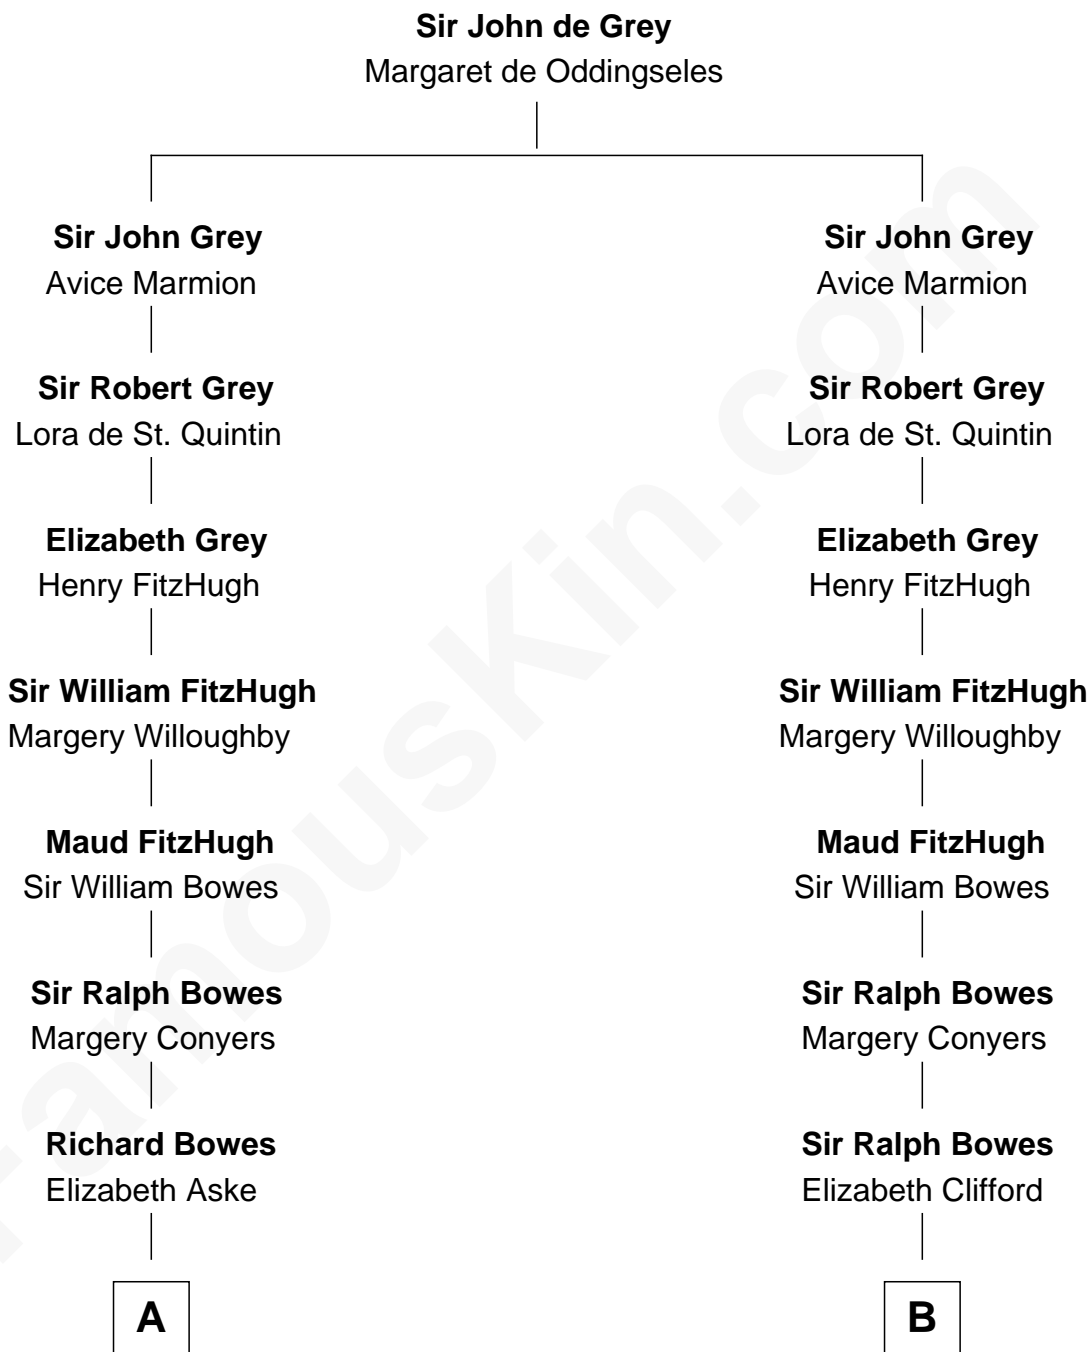 Sir John de Grey
Margaret de Oddingseles
Sir John Grey
Avice Marmion
Sir John Grey
Avice Marmion
Sir Robert Grey
Lora de St. Quintin
Sir Robert Grey
Lora de St. Quintin
Elizabeth Grey
Henry FitzHugh
Elizabeth Grey
Henry FitzHugh
Sir William FitzHugh
Margery Willoughby
Sir William FitzHugh
Margery Willoughby
Maud FitzHugh
Sir William Bowes
Maud FitzHugh
Sir William Bowes
Sir Ralph Bowes
Margery Conyers
Sir Ralph Bowes
Margery Conyers
Richard Bowes
Elizabeth Aske
Sir Ralph Bowes
Elizabeth Clifford
A
B
FamousKin.com